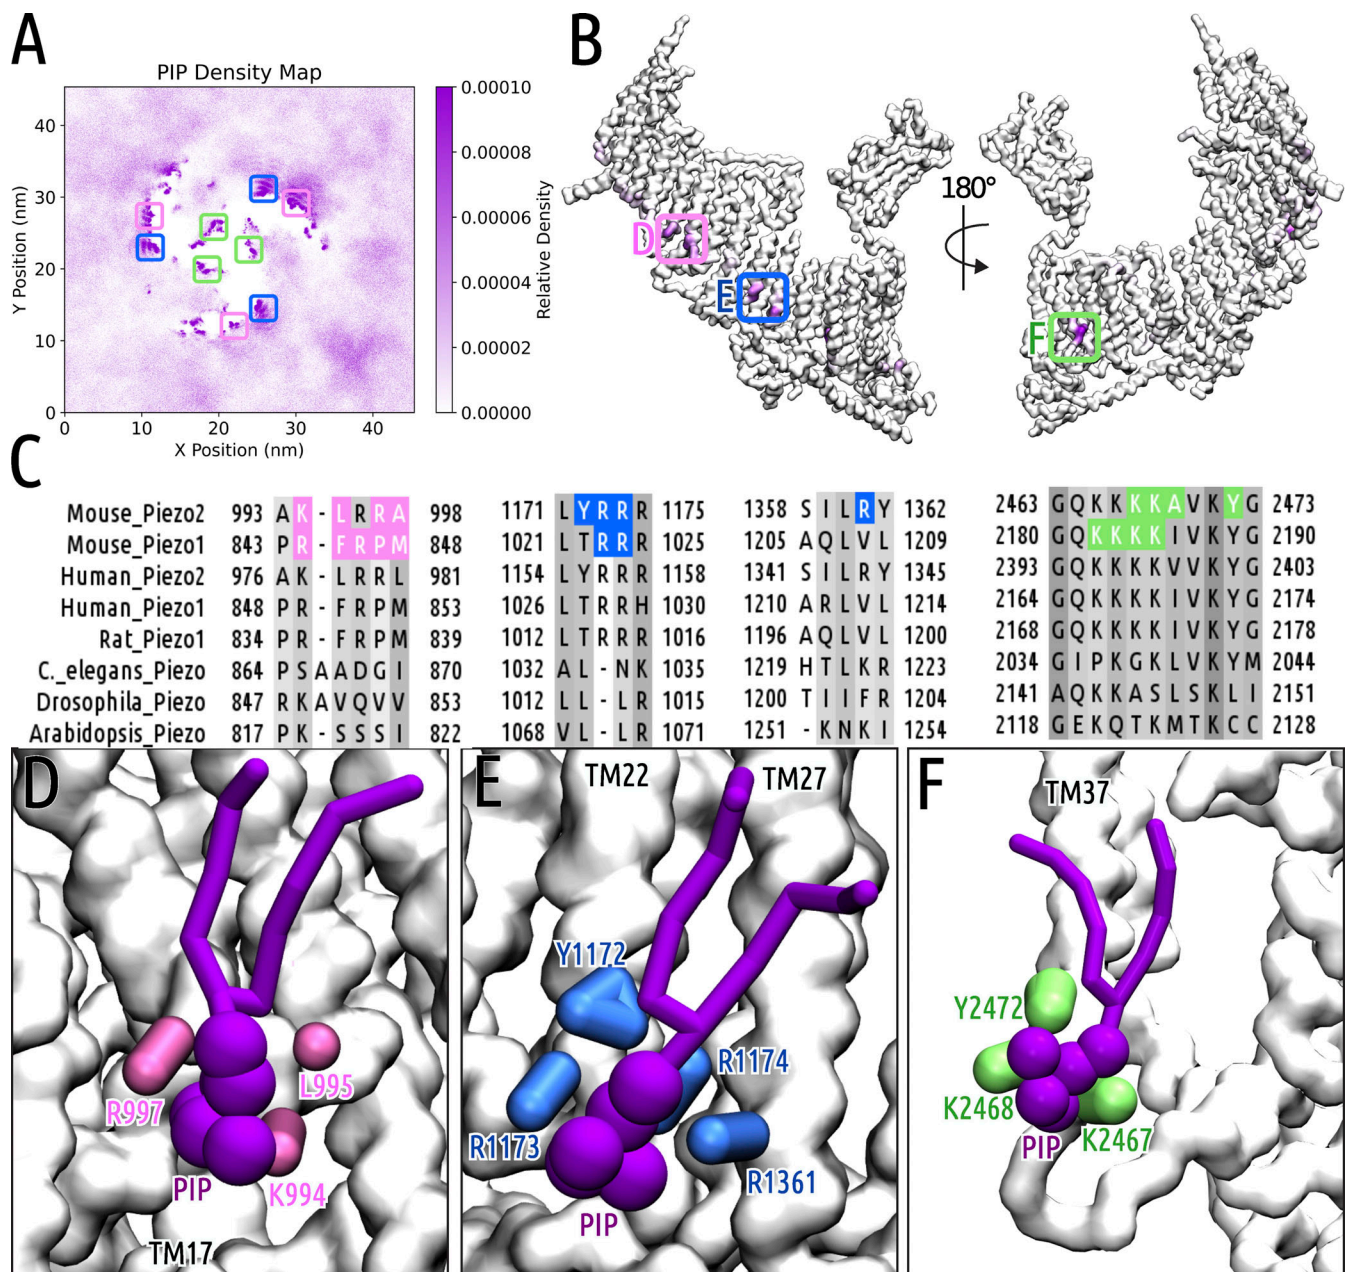 A
B
PIP Density Map
0.00010
0.00008
0.00006
0.00004
0.00002
0.00000
Relative Density
40
30
20
10
0
Y Position (nm)
0 10 20 30 40
X Position (nm)
D
E
180°
F
C
Mouse_Piezo2 993 A K - L R R A 998 1171 L Y R R R 1175 1358 S I L R Y 1362 2463 G Q K K K K A V K Y G 2473
Mouse_Piezo1 843 P R - F R P M 848 1021 L T R R R 1025 1205 A Q L V L 1209 2180 G Q K K K K I V K Y G 2190
Human_Piezo2 976 A K - L R R L 981 1154 L Y R R R 1158 1341 S I L R Y 1345 2393 G Q K K K K V V K Y G 2403
Human_Piezo1 848 P R - F R P M 853 1026 L T R R H 1030 1210 A R L V L 1214 2164 G Q K K K K I V K Y G 2174
Rat_Piezo1 834 P R - F R P M 839 1012 L T R R R 1016 1196 A Q L V L 1200 2168 G Q K K K K I V K Y G 2178
C._elegans_Piezo 864 P S A A D G I 870 1032 A L - N K 1035 1219 H T L K R 1223 2034 G I P K G K L V K Y M 2044
Drosophila_Piezo 847 R K A V Q V V 853 1012 L L - L R 1015 1200 T I I F R 1204 2141 A Q K K A S L S K L I 2151
Arabidopsis_Piezo 817 P K - S S S I 822 1068 V L - L R 1071 1251 - K N K I 1254 2118 G E K Q T K M T K C C 2128
D
R997
L995
K994
PIP
TM17
E
TM22
TM27
Y1172
R1174
R1173
R1361
PIP
F
TM37
Y2472
K2468
K2467
PIP